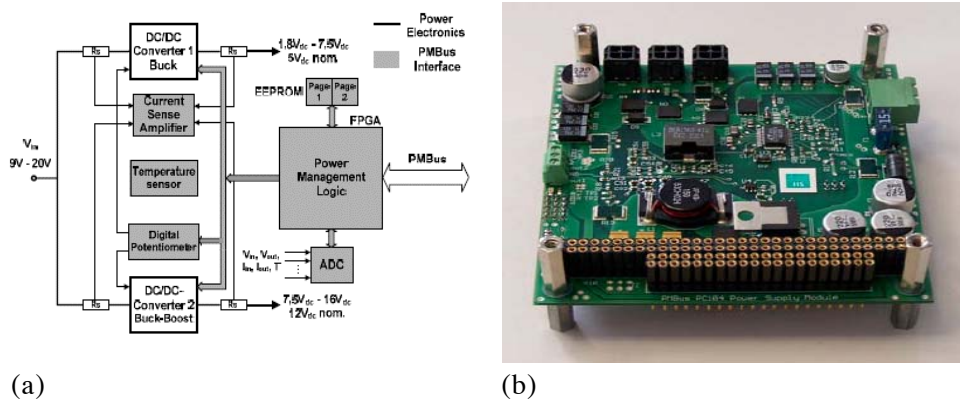 DC/DC
Converter 1
Buck
Rs
Rs
1,8Vdc - 7,5Vdc
5Vdc nom.
Power
Electronics
PMBus
Interface
EEPROM
Page 1
Page 2
FPGA
Current
Sense
Amplifier
Vin
9V - 20V
Temperature
sensor
Power
Management
Logic
PMBus
Digital
Potentiometer
Vin, Vout,
Iin, Iout, T
ADC
DC/DC-
Converter 2
Buck-Boost
Rs
Rs
7,5Vdc - 16Vdc
12Vdc nom.
PMBus PC104 Power Supply Module
(a)
(b)